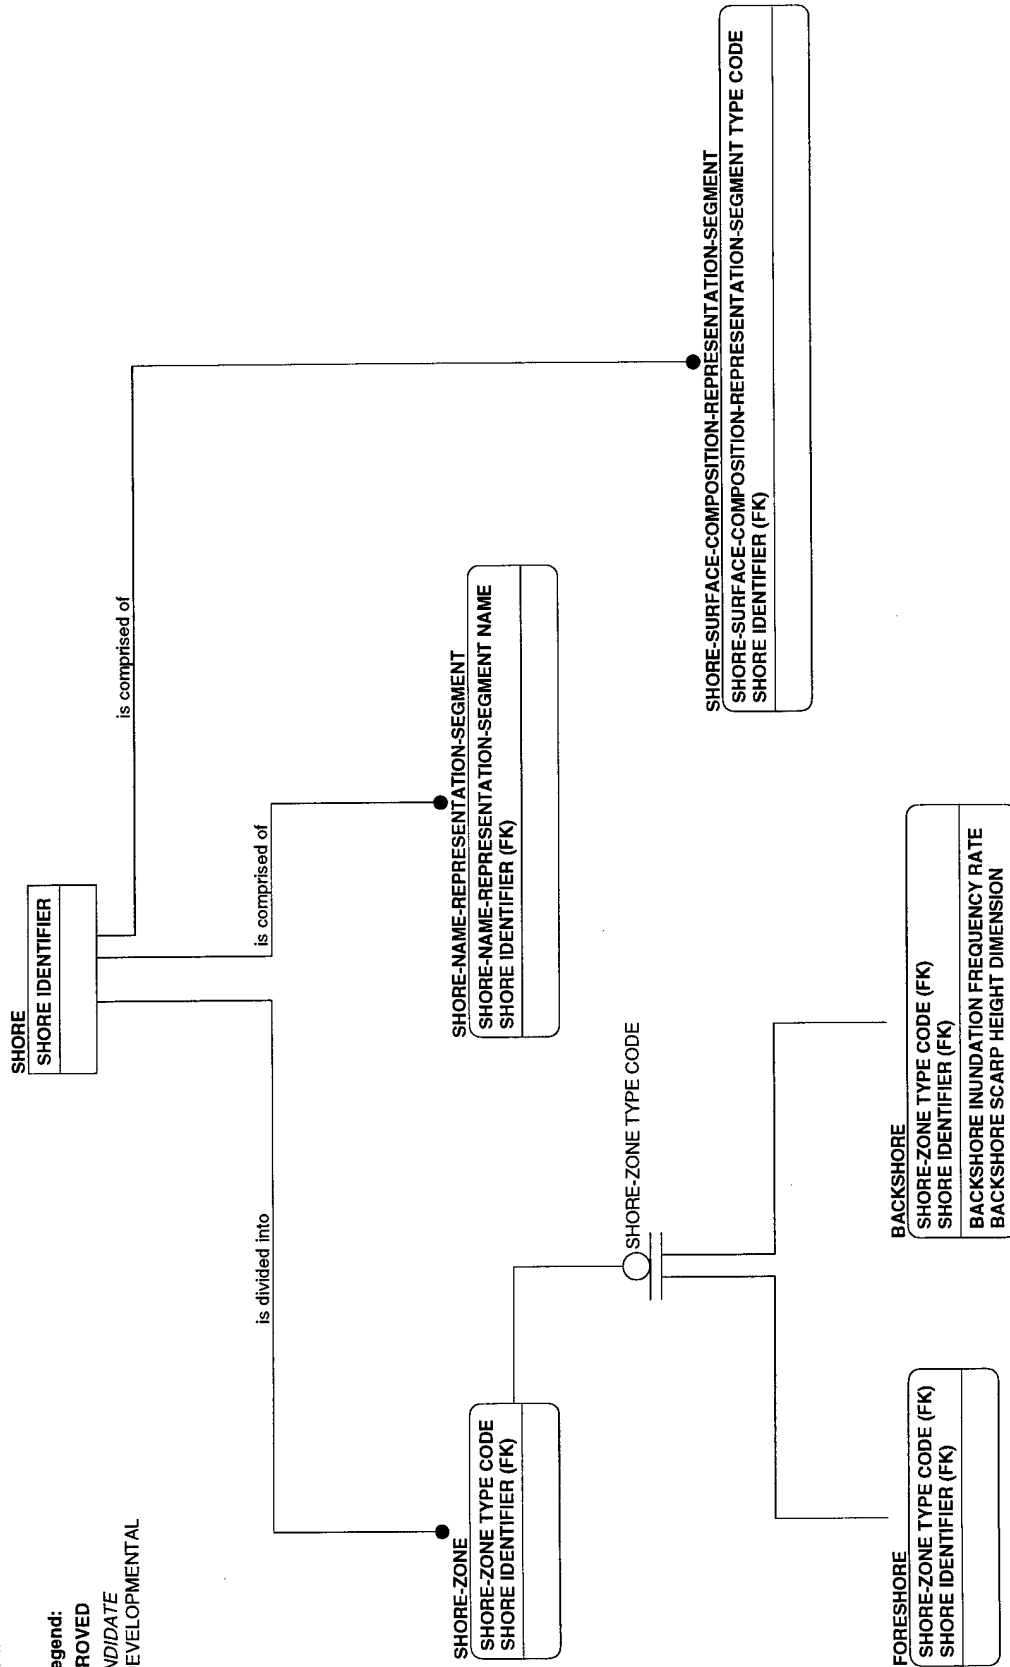 egend:
ROVED
NDIDATE
EVELOPMENTAL
SHORE
SHORE IDENTIFIER
is divided into
is comprised of
is comprised of
SHORE-ZONE
SHORE-ZONE TYPE CODE
SHORE IDENTIFIER (FK)
SHORE-NAME-REPRESENTATION-SEGMENT
SHORE-NAME-REPRESENTATION-SEGMENT NAME
SHORE IDENTIFIER (FK)
SHORE-SURFACE-COMPOSITION-REPRESENTATION-SEGMENT
SHORE-SURFACE-COMPOSITION-REPRESENTATION-SEGMENT TYPE CODE
SHORE IDENTIFIER (FK)
SHORE-ZONE TYPE CODE
FORESHORE
SHORE-ZONE TYPE CODE (FK)
SHORE IDENTIFIER (FK)
BACKSHORE
SHORE-ZONE TYPE CODE (FK)
SHORE IDENTIFIER (FK)
BACKSHORE INUNDATION FREQUENCY RATE
BACKSHORE SCARP HEIGHT DIMENSION